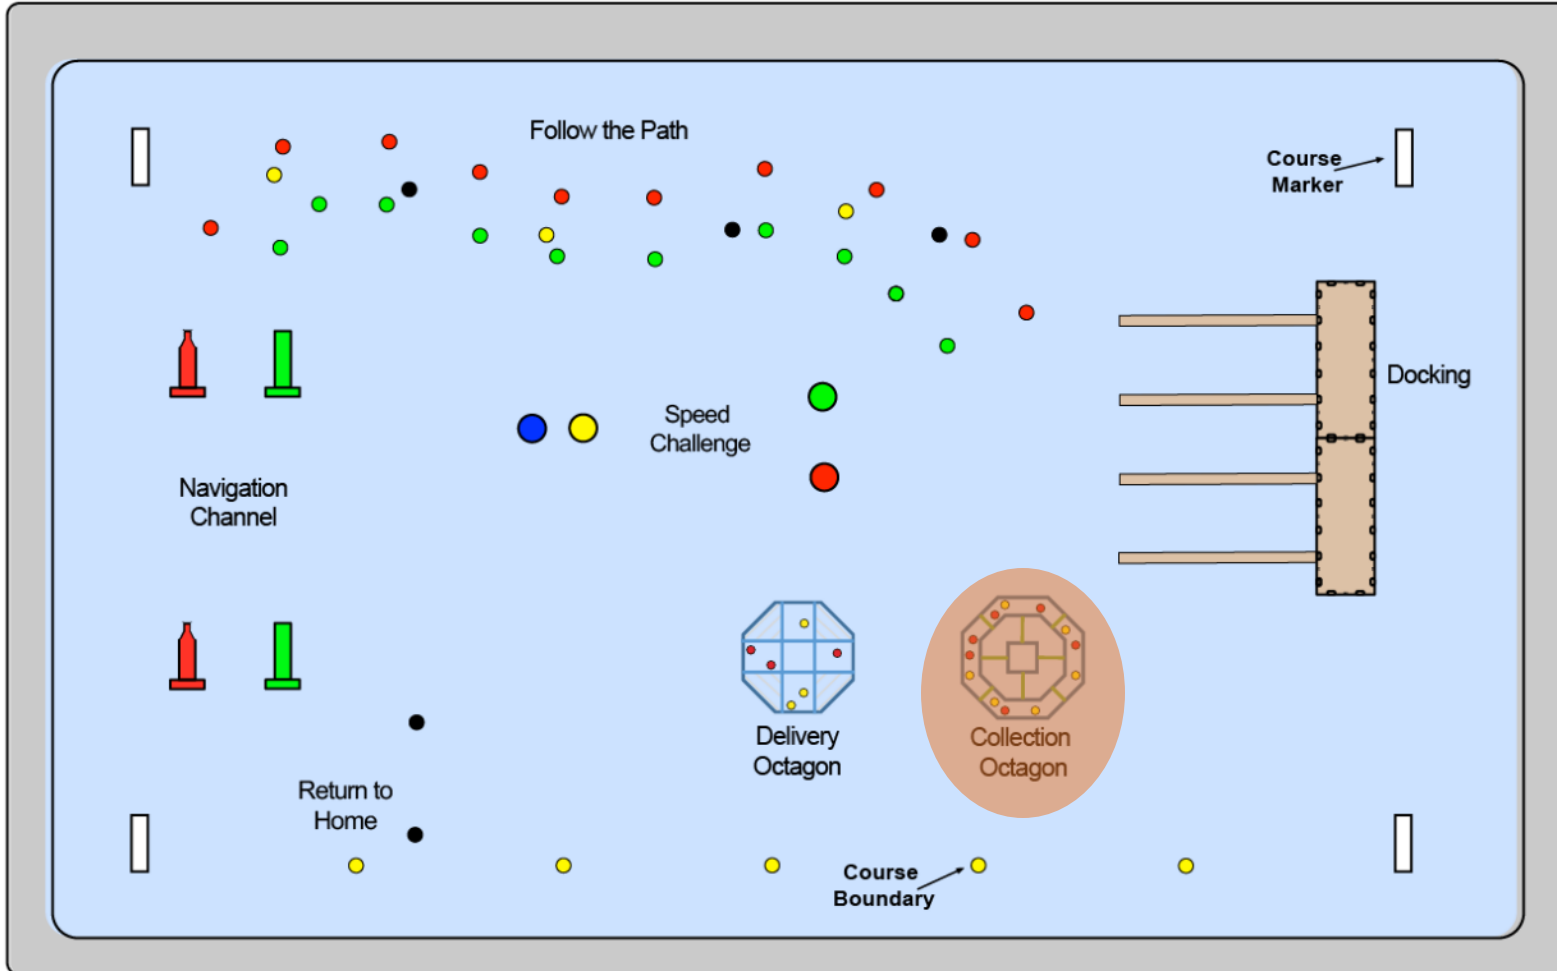 Follow the Path
Course
Marker
Docking
Speed
Challenge
Navigation
Channel
Delivery
Octagon
Collection
Octagon
Return to
Home
Course
Boundary